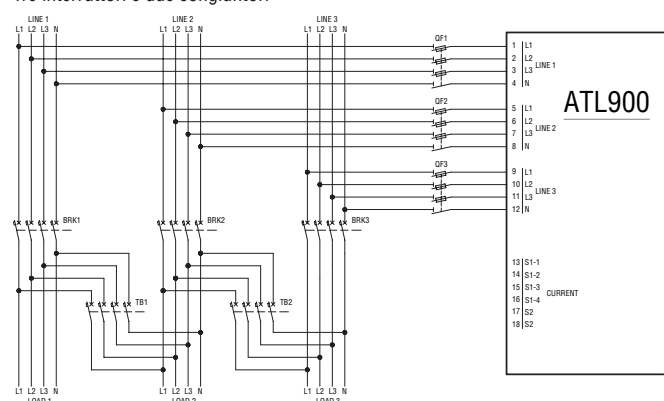 LINE 1 LINE 2 LINE 3
L1 L2 L3 N L1 L2 L3 N L1 L2 L3 N
QF1
1 L1
2 L2
3 L3 LINE 1
4 N
ATL900
QF2
5 L1
6 L2
7 L3 LINE 2
8 N
QF3
9 L1
10 L2
11 L3 LINE 3
12 N
BRK1 BRK2 BRK3
13 S1-1
14 S1-2
15 S1-3
16 S1-4
CURRENT
17 S2
18 S2
TB1 TB2
L1 L2 L3 N L1 L2 L3 N L1 L2 L3 N